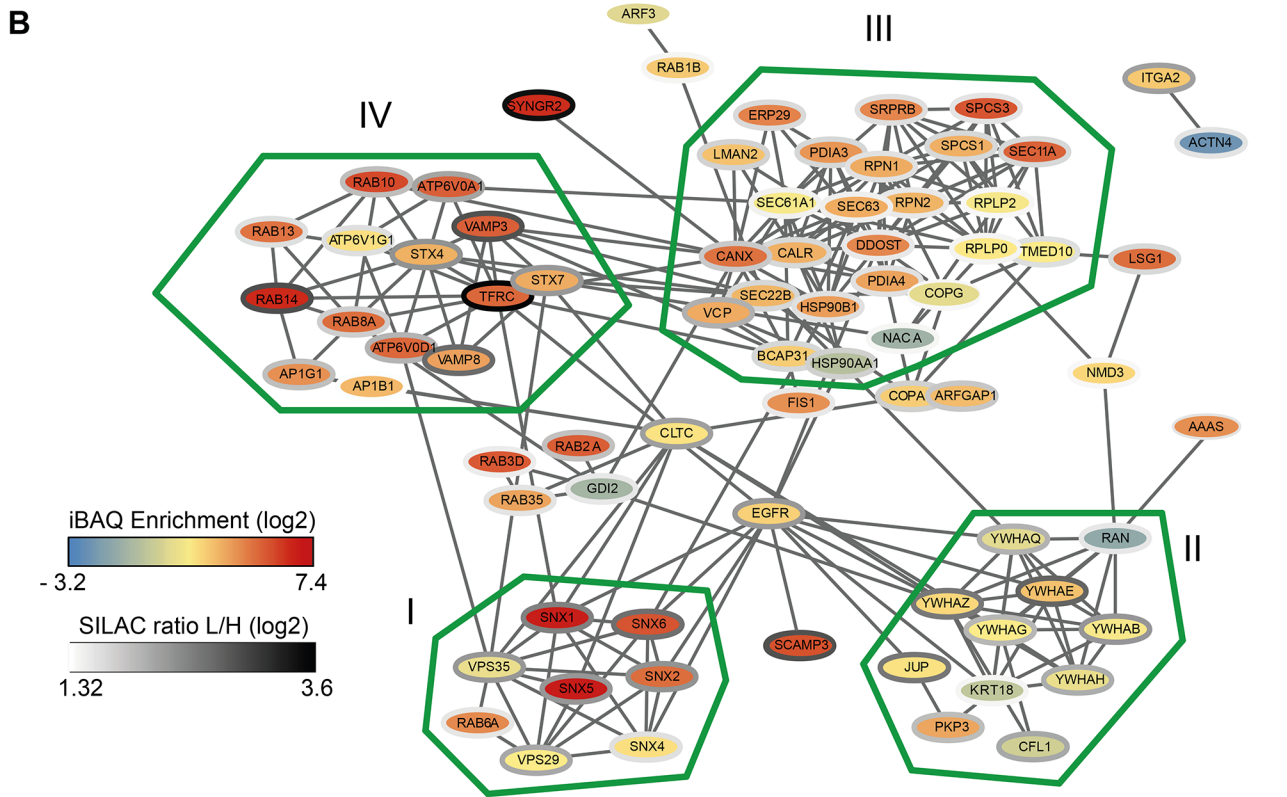 B
ARF3
III
RAB1B
ITGA2
IV
SYNGR2
ERP29
SRPRB
SPCS3
ACTN4
LMAN2
PDIA3
RPN1
SPCS1
SEC11A
RAB10
ATP6V0A1
SEC61A1
SEC63
RPN2
RPLP2
RAB13
ATP6V1G1
VAMP3
STX4
CANX
CALR
DDOST
RPLP0
TMED10
LSG1
RAB14
TFRC
STX7
SEC22B
HSP90B1
PDIA4
COPG
VCP
RAB8A
ATP6V0D1
VAMP8
NACA
BCAP31
HSP90AA1
AP1G1
AP1B1
NMD3
FIS1
COPA
ARFGAP1
CLTC
AAAS
RAB3D
RAB2A
GDI2
RAB35
EGFR
iBAQ Enrichment (log2)
- 3.2
7.4
YWHAQ
RAN
II
YWHAZ
YWHAE
I
SNX1
SNX6
YWHAG
YWHAB
SILAC ratio L/H (log2)
1.32
3.6
SCAMP3
VPS35
SNX5
SNX2
JUP
KRT18
YWHAH
RAB6A
SNX4
PKP3
CFL1
VPS29